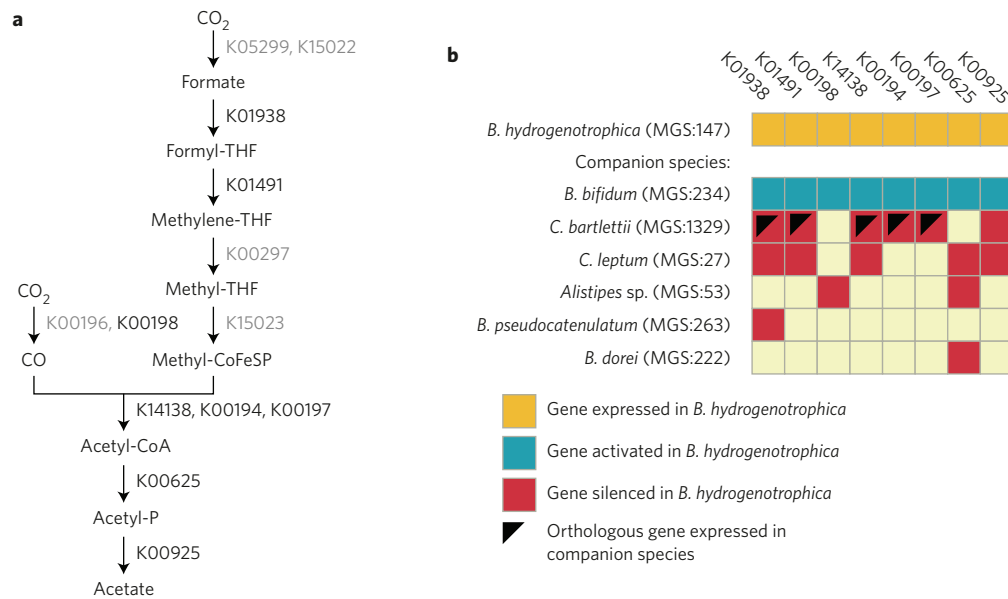 a
CO2
K05299, K15022
Formate
K01938
Formyl-THF
K01491
Methylene-THF
K00297
Methyl-THF
CO2
K00196, K00198
K15023
CO
Methyl-CoFeSP
K14138, K00194, K00197
Acetyl-CoA
K00625
Acetyl-P
K00925
Acetate
b
K01938
K01491
K00198
K14138
K00194
K00197
K00625
K00925
B. hydrogenotrophica (MGS:147)
Companion species:
B. bifidum (MGS:234)
C. bartlettii (MGS:1329)
C. leptum (MGS:27)
Alistipes sp. (MGS:53)
B. pseudocatenulatum (MGS:263)
B. dorei (MGS:222)
Gene expressed in B. hydrogenotrophica
Gene activated in B. hydrogenotrophica
Gene silenced in B. hydrogenotrophica
Orthologous gene expressed in
companion species